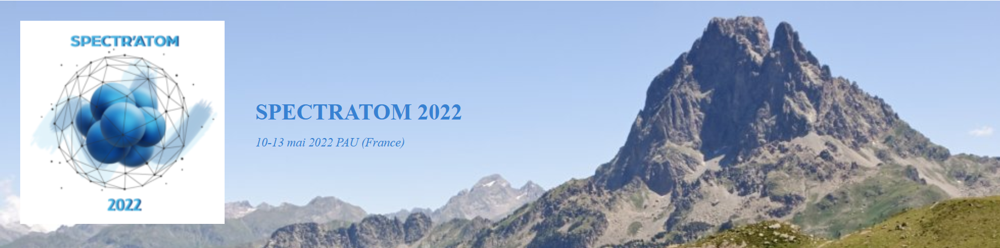 SPECTR'ATOM
2022
SPECTRATOM 2022
10-13 mai 2022 PAU (France)